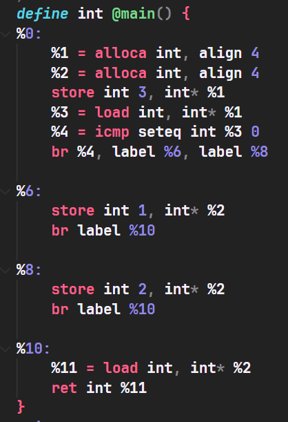 define int @main() {
%0:
%1 = alloca int, align 4
%2 = alloca int, align 4
store int 3, int* %1
%3 = load int, int* %1
%4 = icmp seteq int %3 0
br %4, label %6, label %8
%6:
store int 1, int* %2
br label %10
%8:
store int 2, int* %2
br label %10
%10:
%11 = load int, int* %2
ret int %11
}